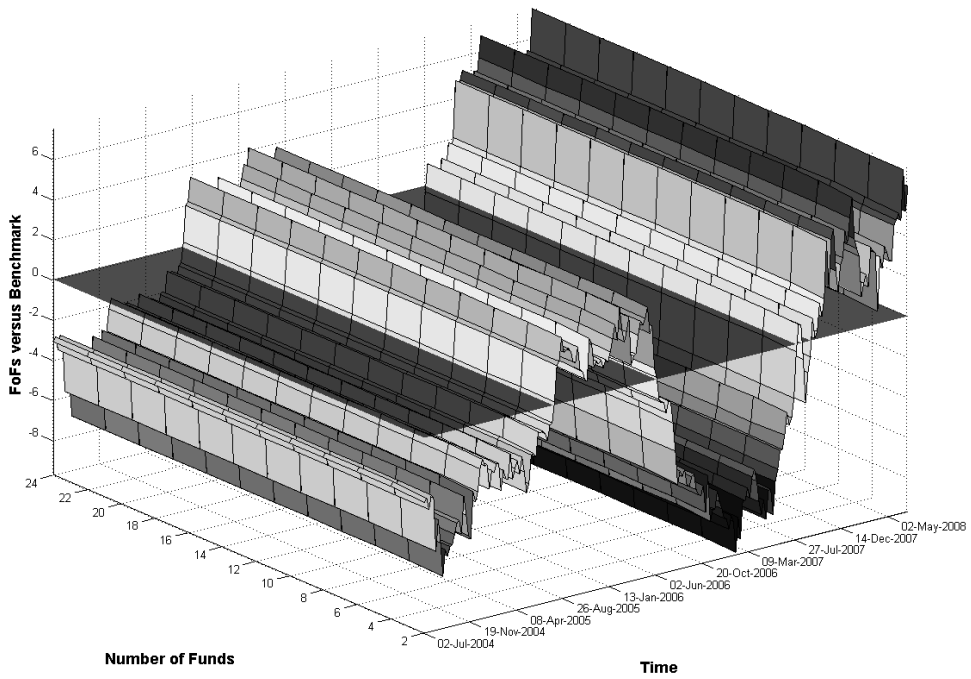 FoFs versus Benchmark
6
4
2
0
-2
-4
-6
-8
24
22
20
18
16
14
12
10
8
6
4
2
Number of Funds
02-Jul-2004
19-Nov-2004
08-Apr-2005
26-Aug-2005
13-Jan-2006
02-Jun-2006
20-Oct-2006
09-Mar-2007
27-Jul-2007
14-Dec-2007
02-May-2008
Time